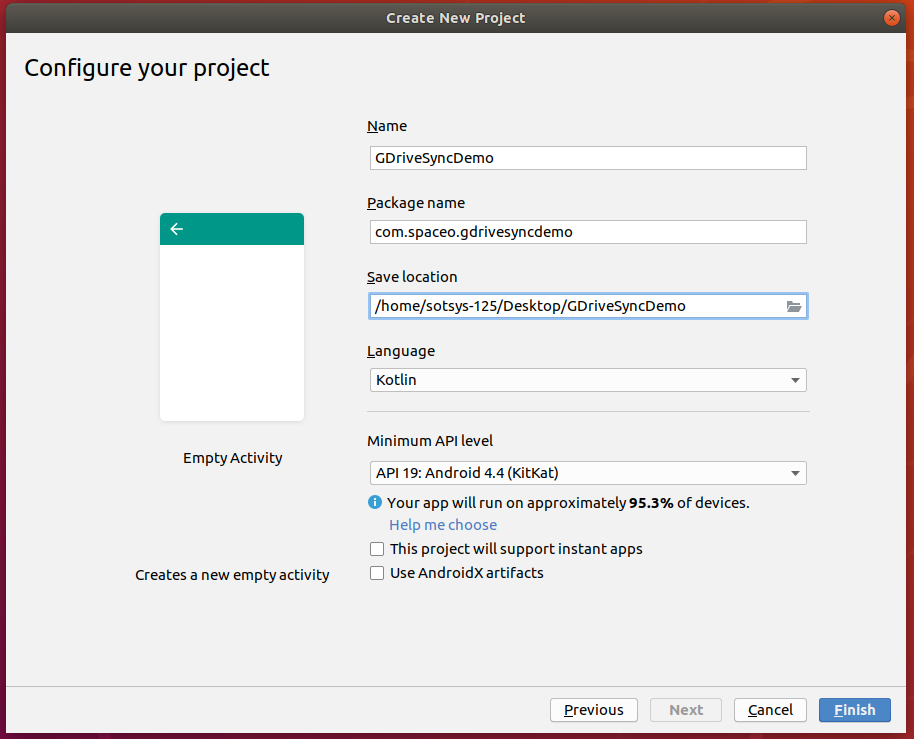 Create New Project
Configure your project
Name
GDriveSyncDemo
Package name
com.spaceo.gdrivesyncdemo
Save location
/home/sotsys-125/Desktop/GDriveSyncDemo
Language
Kotlin
Empty Activity
Minimum API level
API 19: Android 4.4 (KitKat)
Your app will run on approximately 95.3% of devices.
Help me choose
This project will support instant apps
Use AndroidX artifacts
Creates a new empty activity
Previous
Next
Cancel
Finish